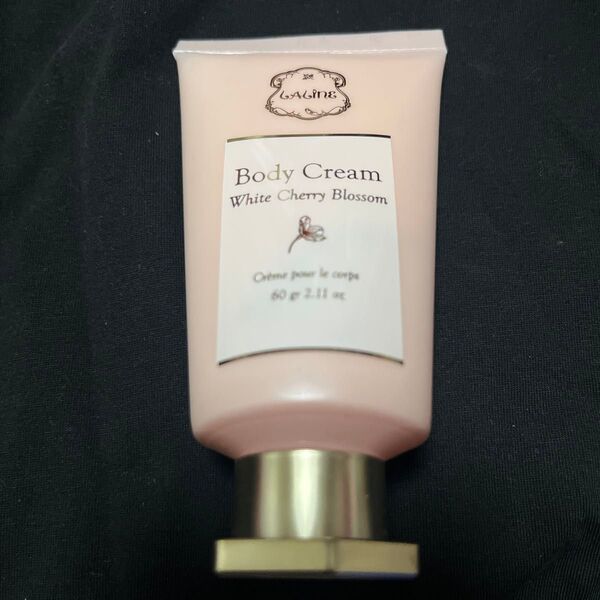 LALINE
Body Cream
White Cherry Blossom
Crème pour le corps
60 gr 2.11 oz